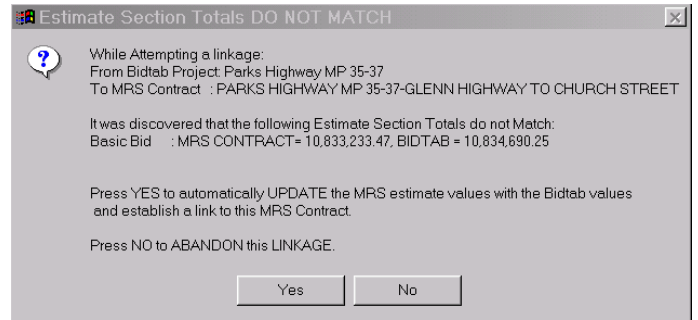 Estimate Section Totals DO NOT MATCH
While Attempting a linkage:
From Bidtab Project: Parks Highway MP 35-37
To MRS Contract : PARKS HIGHWAY MP 35-37-GLENN HIGHWAY TO CHURCH STREET
It was discovered that the following Estimate Section Totals do not Match:
Basic Bid : MRS CONTRACT= 10,833,233.47, BIDTAB = 10,834,690.25
Press YES to automatically UPDATE the MRS estimate values with the Bidtab values
and establish a link to this MRS Contract.
Press NO to ABANDON this LINKAGE.
Yes No